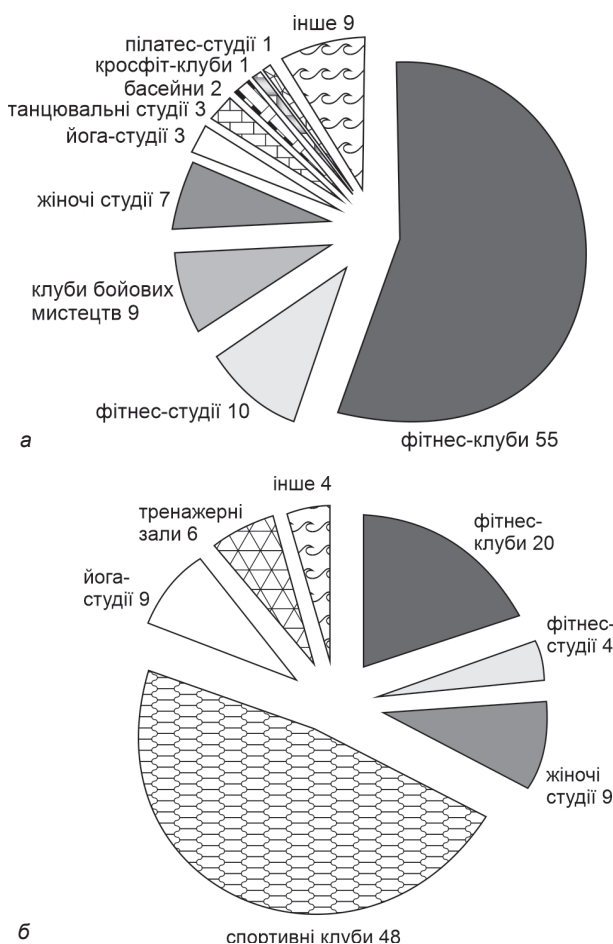 інше 9
пілатес-студії 1
кросфіт-клуби 1
басейни 2
танцювальні студії 3
йога-студії 3
жіночі студії 7
клуби бойових
мистецтв 9
фітнес-студії 10
фітнес-клуби 55
а
інше 4
тренажерні
зали 6
йога-
студії 9
фітнес-
клуби 20
фітнес-
студії 4
жіночі
студії 9
спортивні клуби 48
б